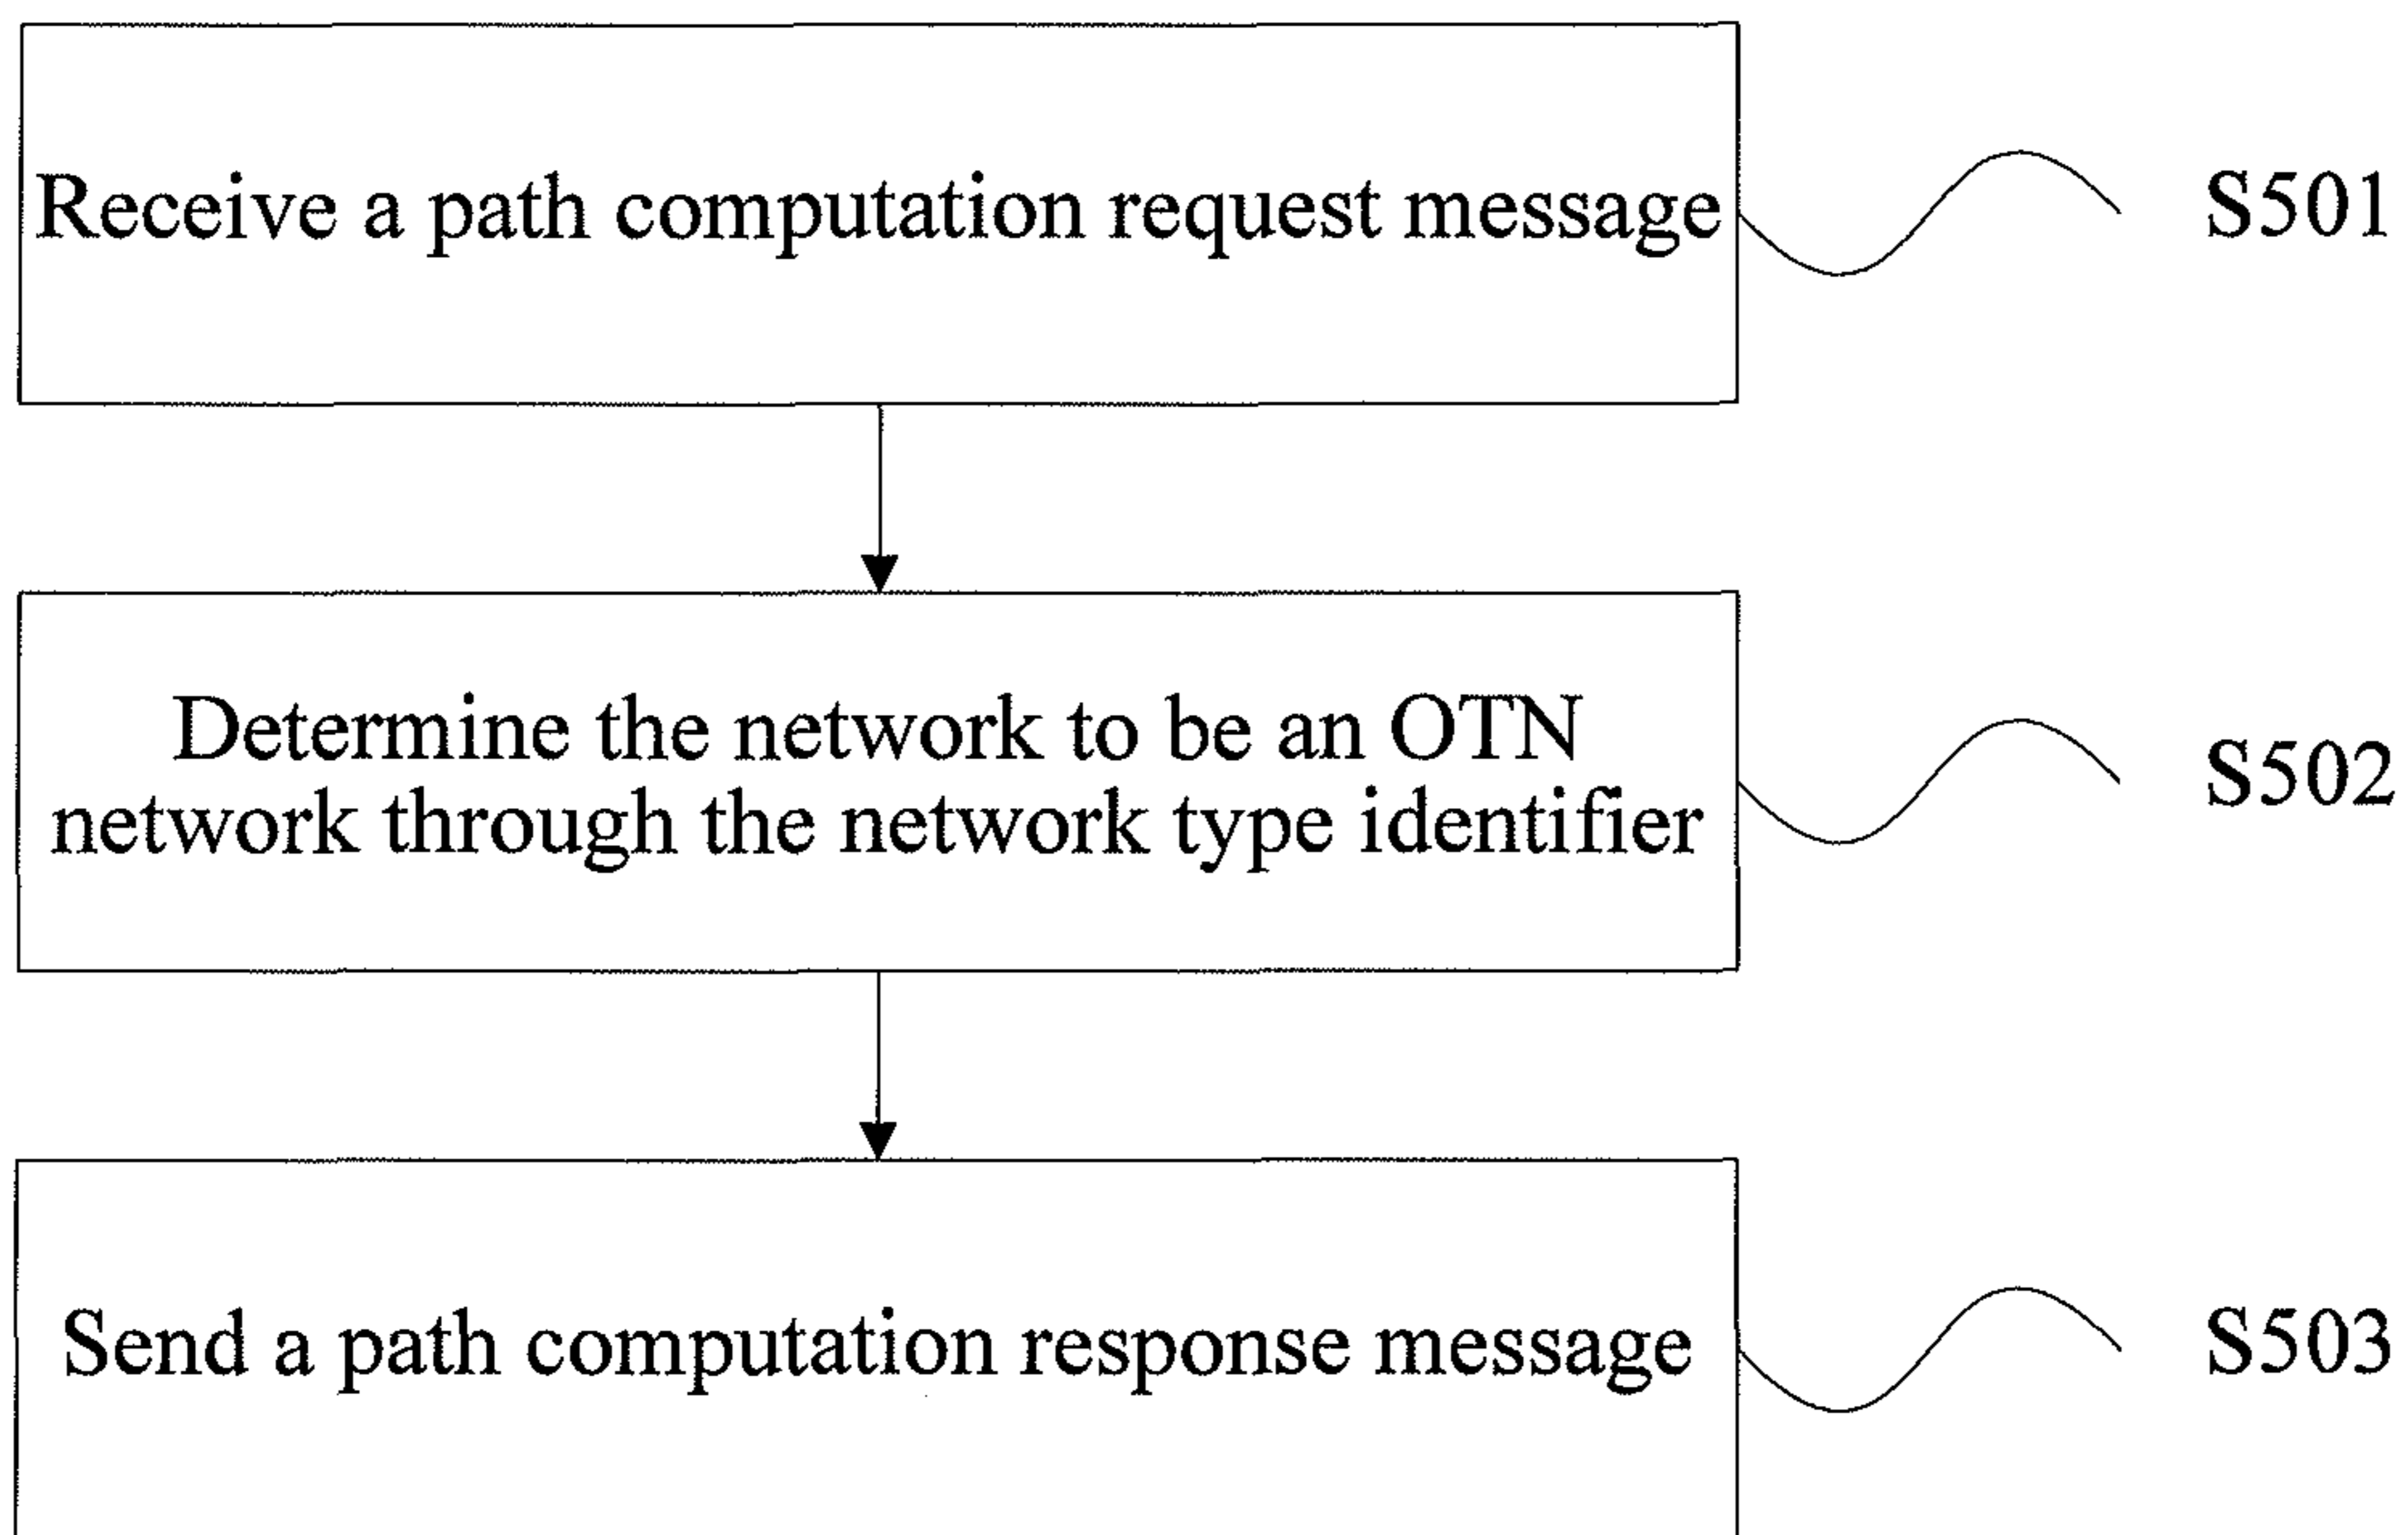 Receive a path computation request message
S501
Determine the network to be an OTN
network through the network type identifier
S502
Send a path computation response message
S503